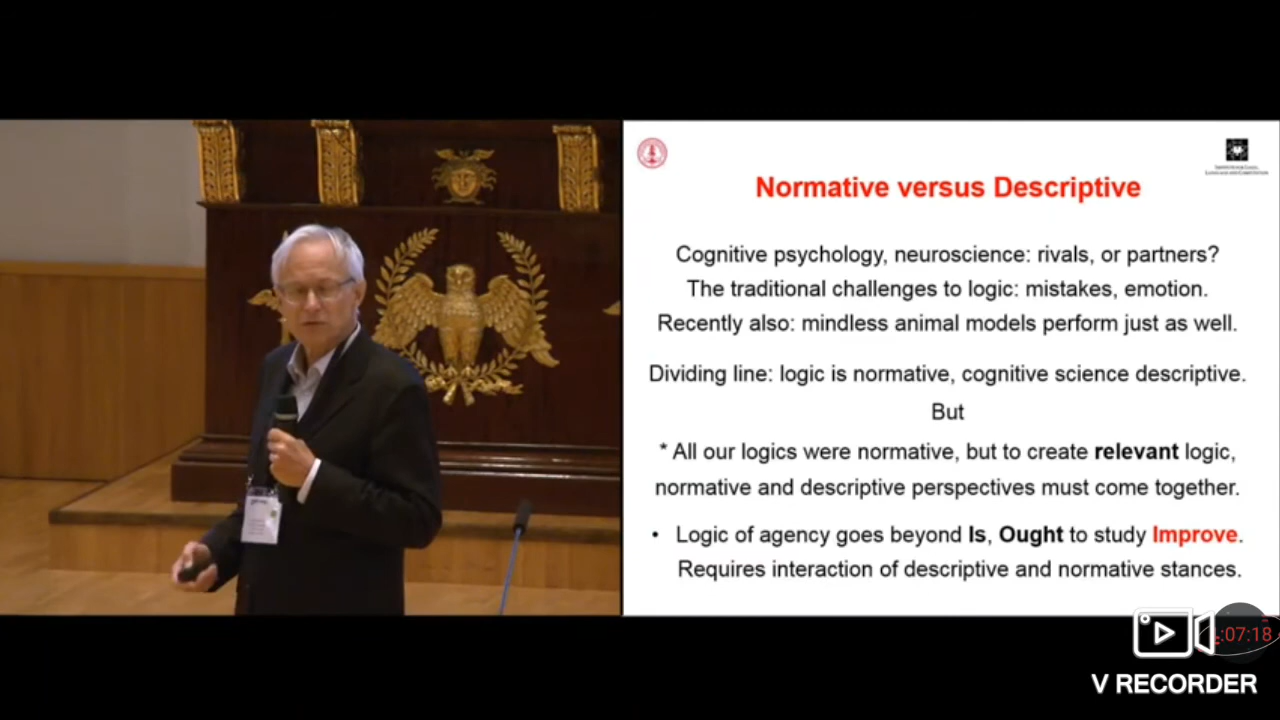 Normative versus Descriptive
Cognitive psychology, neuroscience: rivals, or partners?
The traditional challenges to logic: mistakes, emotion.
Recently also: mindless animal models perform just as well.
Dividing line: logic is normative, cognitive science descriptive.
But
* All our logics were normative, but to create relevant logic,
normative and descriptive perspectives must come together.
• Logic of agency goes beyond Is, Ought to study Improve.
Requires interaction of descriptive and normative stances.
:07:18
V RECORDER